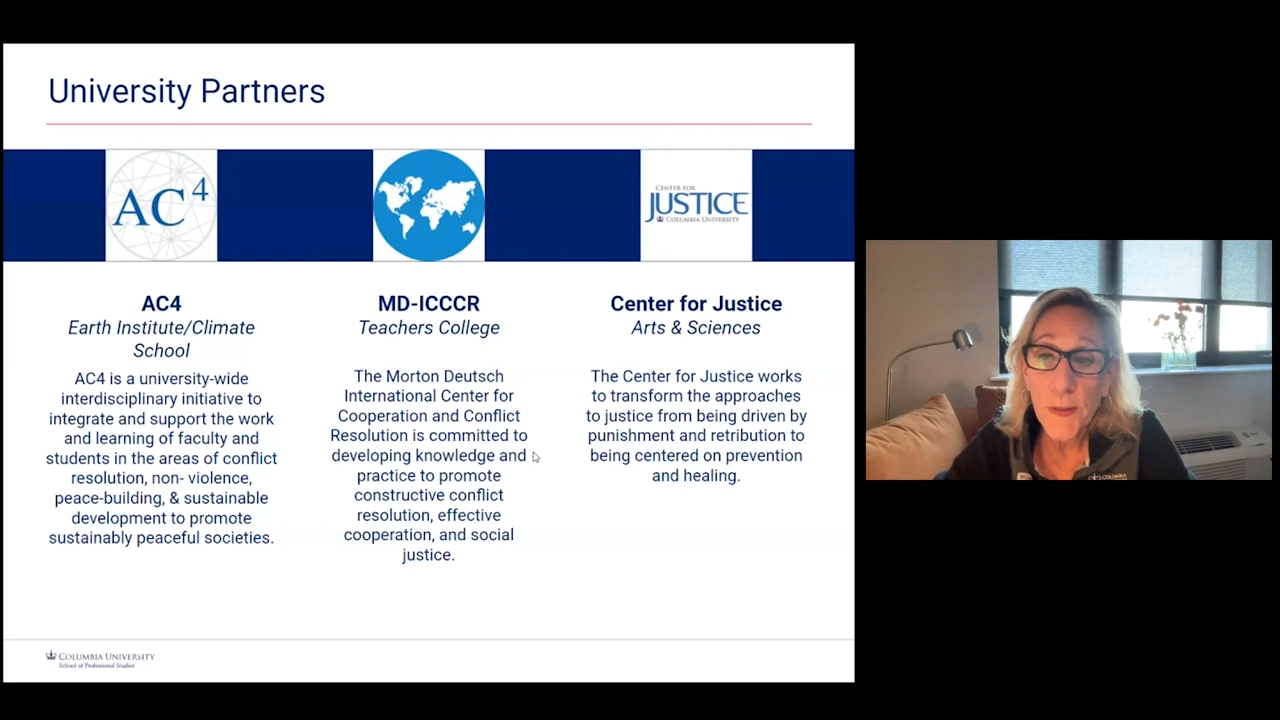 University Partners
AC4
CENTER FOR
JUSTICE
COLUMBIA UNIVERSITY
AC4
Earth Institute/Climate
School
AC4 is a university-wide
interdisciplinary initiative to
integrate and support the work
and learning of faculty and
students in the areas of conflict
resolution, non- violence,
peace-building, & sustainable
development to promote
sustainably peaceful societies.
MD-ICCCR
Teachers College
The Morton Deutsch
International Center for
Cooperation and Conflict
Resolution is committed to
developing knowledge and
practice to promote
constructive conflict
resolution, effective
cooperation, and social
justice.
Center for Justice
Arts & Sciences
The Center for Justice works
to transform the approaches
to justice from being driven by
punishment and retribution to
being centered on prevention
and healing.
COLUMBIA UNIVERSITY
School of Professional Studies
COLUMBIA